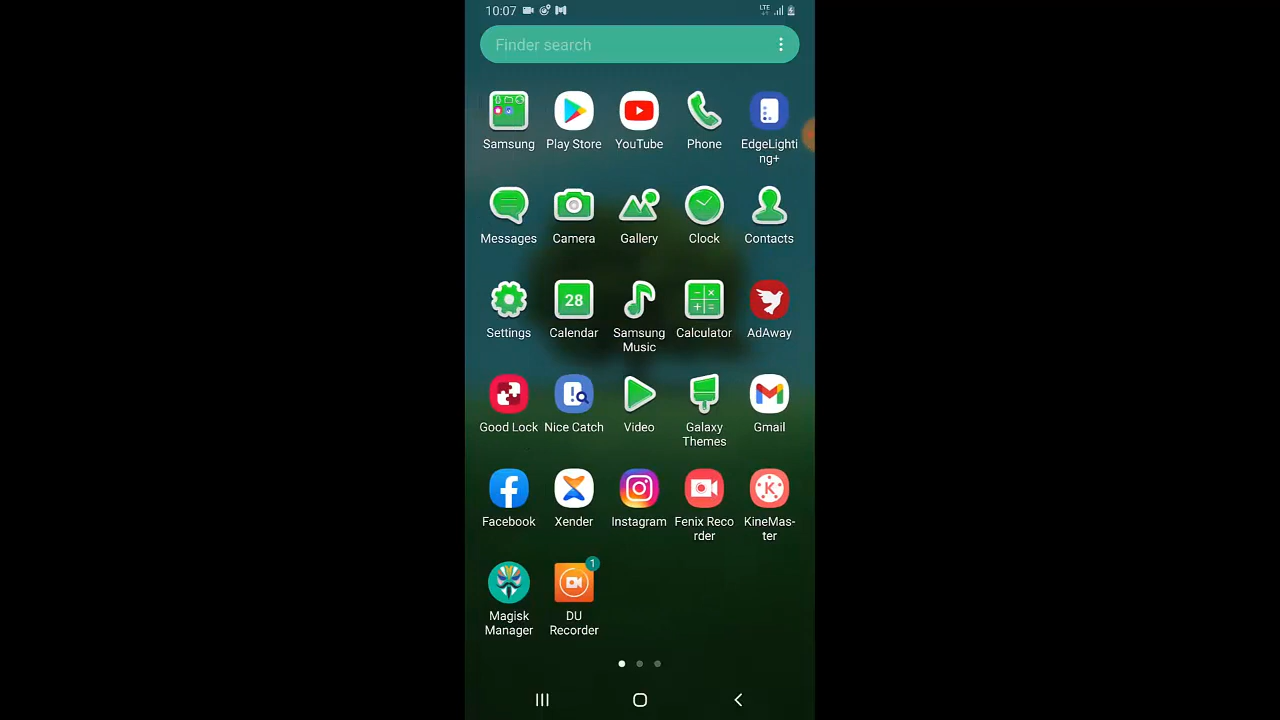 10:07
LTE
Finder search
Samsung
Play Store
YouTube
Phone
EdgeLighti
ng+
Messages
Camera
Gallery
Clock
Contacts
28
Settings
Calendar
Samsung
Music
Calculator
AdAway
Good Lock
Nice Catch
Video
Galaxy
Themes
Gmail
Facebook
Xender
Instagram
Fenix Reco
rder
K
KineMas-
ter
1
Magisk
Manager
DU
Recorder